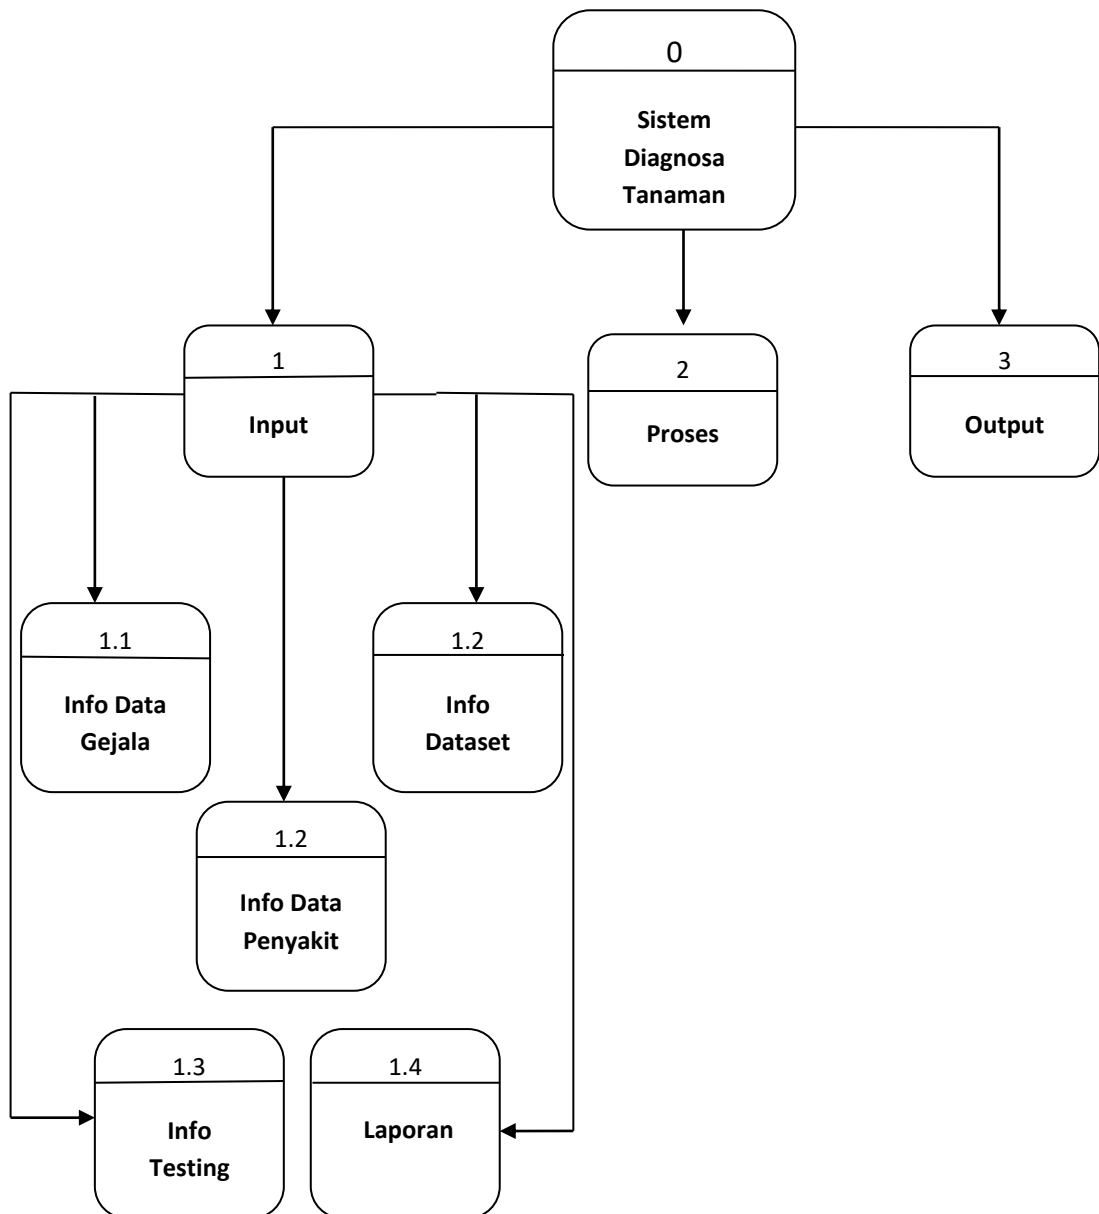 0
Sistem
Diagnosa
Tanaman
1
Input
2
Proses
3
Output
1.1
Info Data
Gejala
1.2
Info
Dataset
1.2
Info Data
Penyakit
1.3
Info
Testing
1.4
Laporan